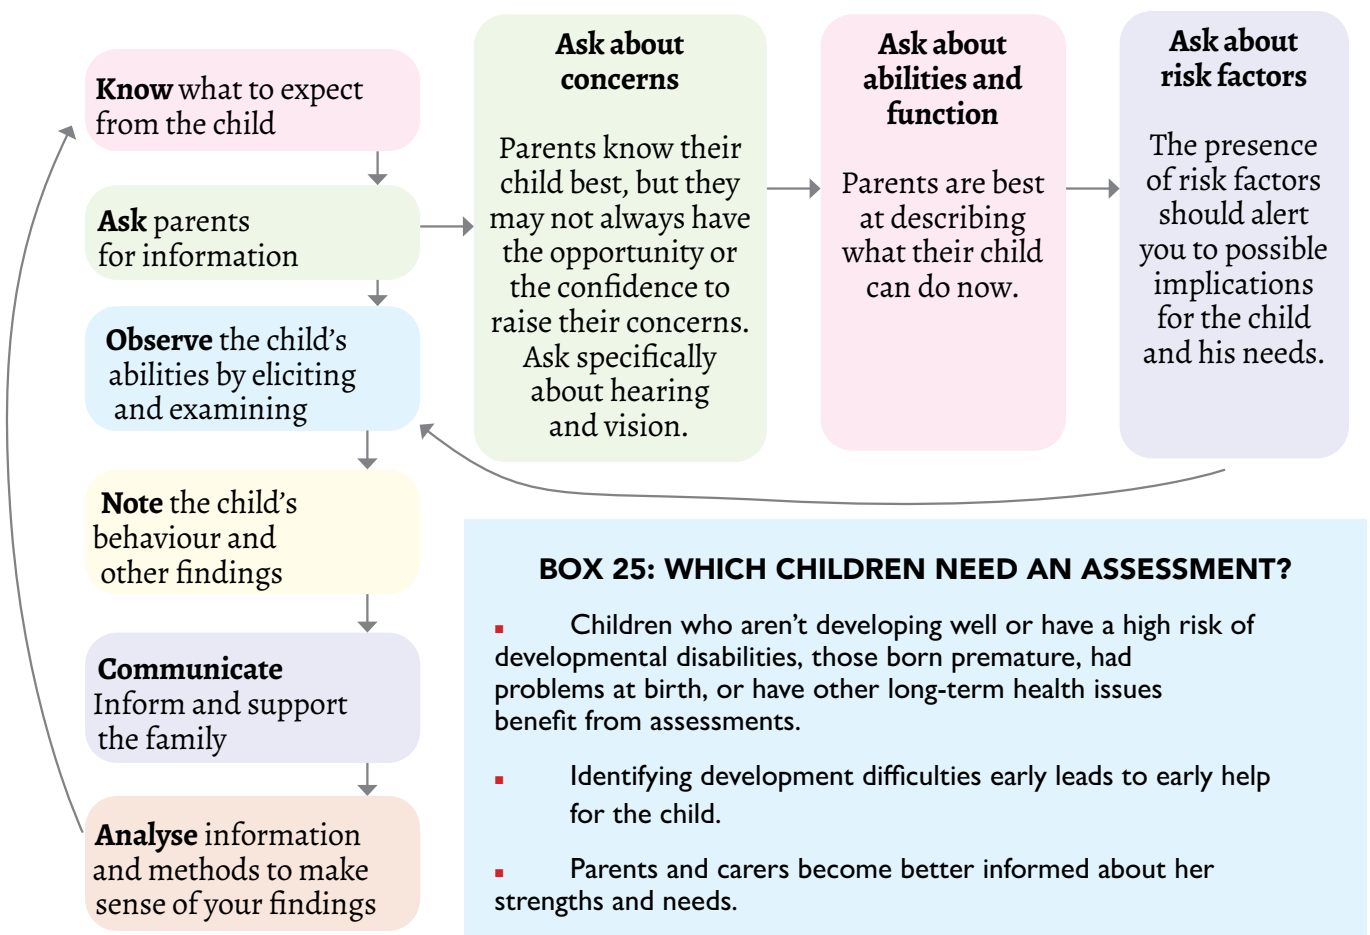 Know what to expect
from the child
Ask parents
for information
Observe the child’s
abilities by eliciting
and examining
Note the child’s
behaviour and
other findings
Communicate
Inform and support
the family
Analyse information
and methods to make
sense of your findings
Ask about
concerns
Parents know their
child best, but they
may not always have
the opportunity or
the confidence to
raise their concerns.
Ask specifically
about hearing
and vision.
Ask about
abilities and
function
Parents are best
at describing
what their child
can do now.
Ask about
risk factors
The presence
of risk factors
should alert
you to possible
implications
for the child
and his needs.
BOX 25: WHICH CHILDREN NEED AN ASSESSMENT?
▪ Children who aren’t developing well or have a high risk of
developmental disabilities, those born premature, had
problems at birth, or have other long-term health issues
benefit from assessments.
▪ Identifying development difficulties early leads to early help
for the child.
▪ Parents and carers become better informed about her
strengths and needs.